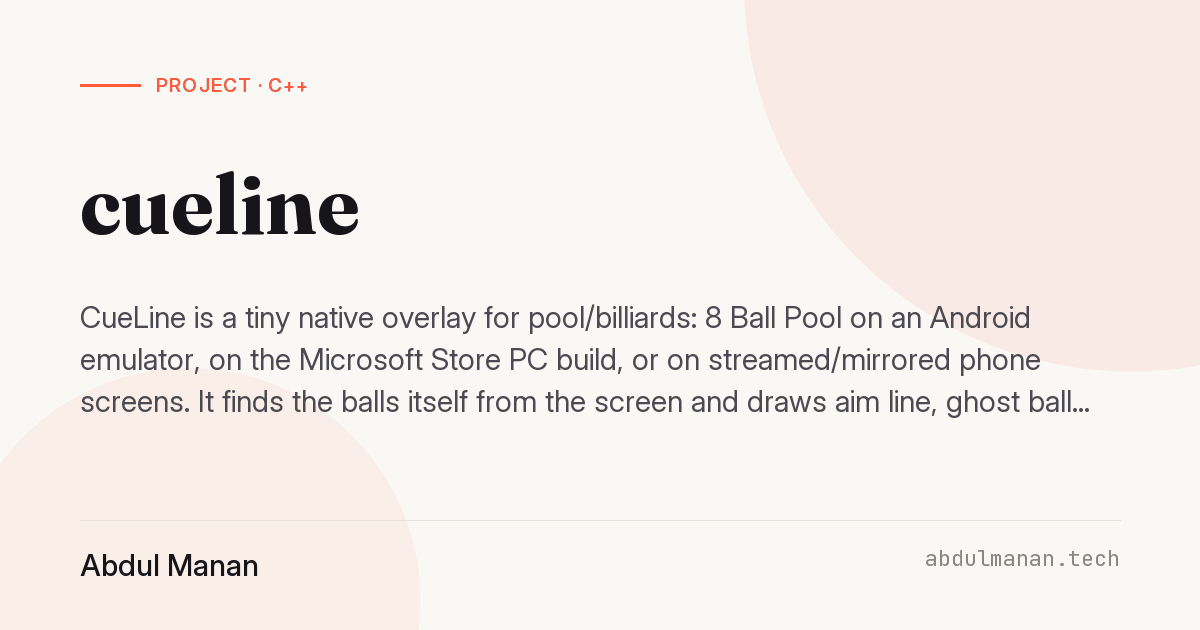 PROJECT · C++
cueline
CueLine is a tiny native overlay for pool/billiards: 8 Ball Pool on an Android
emulator, on the Microsoft Store PC build, or on streamed/mirrored phone
screens. It finds the balls itself from the screen and draws aim line, ghost ball...
Abdul Manan
abdulmanan.tech